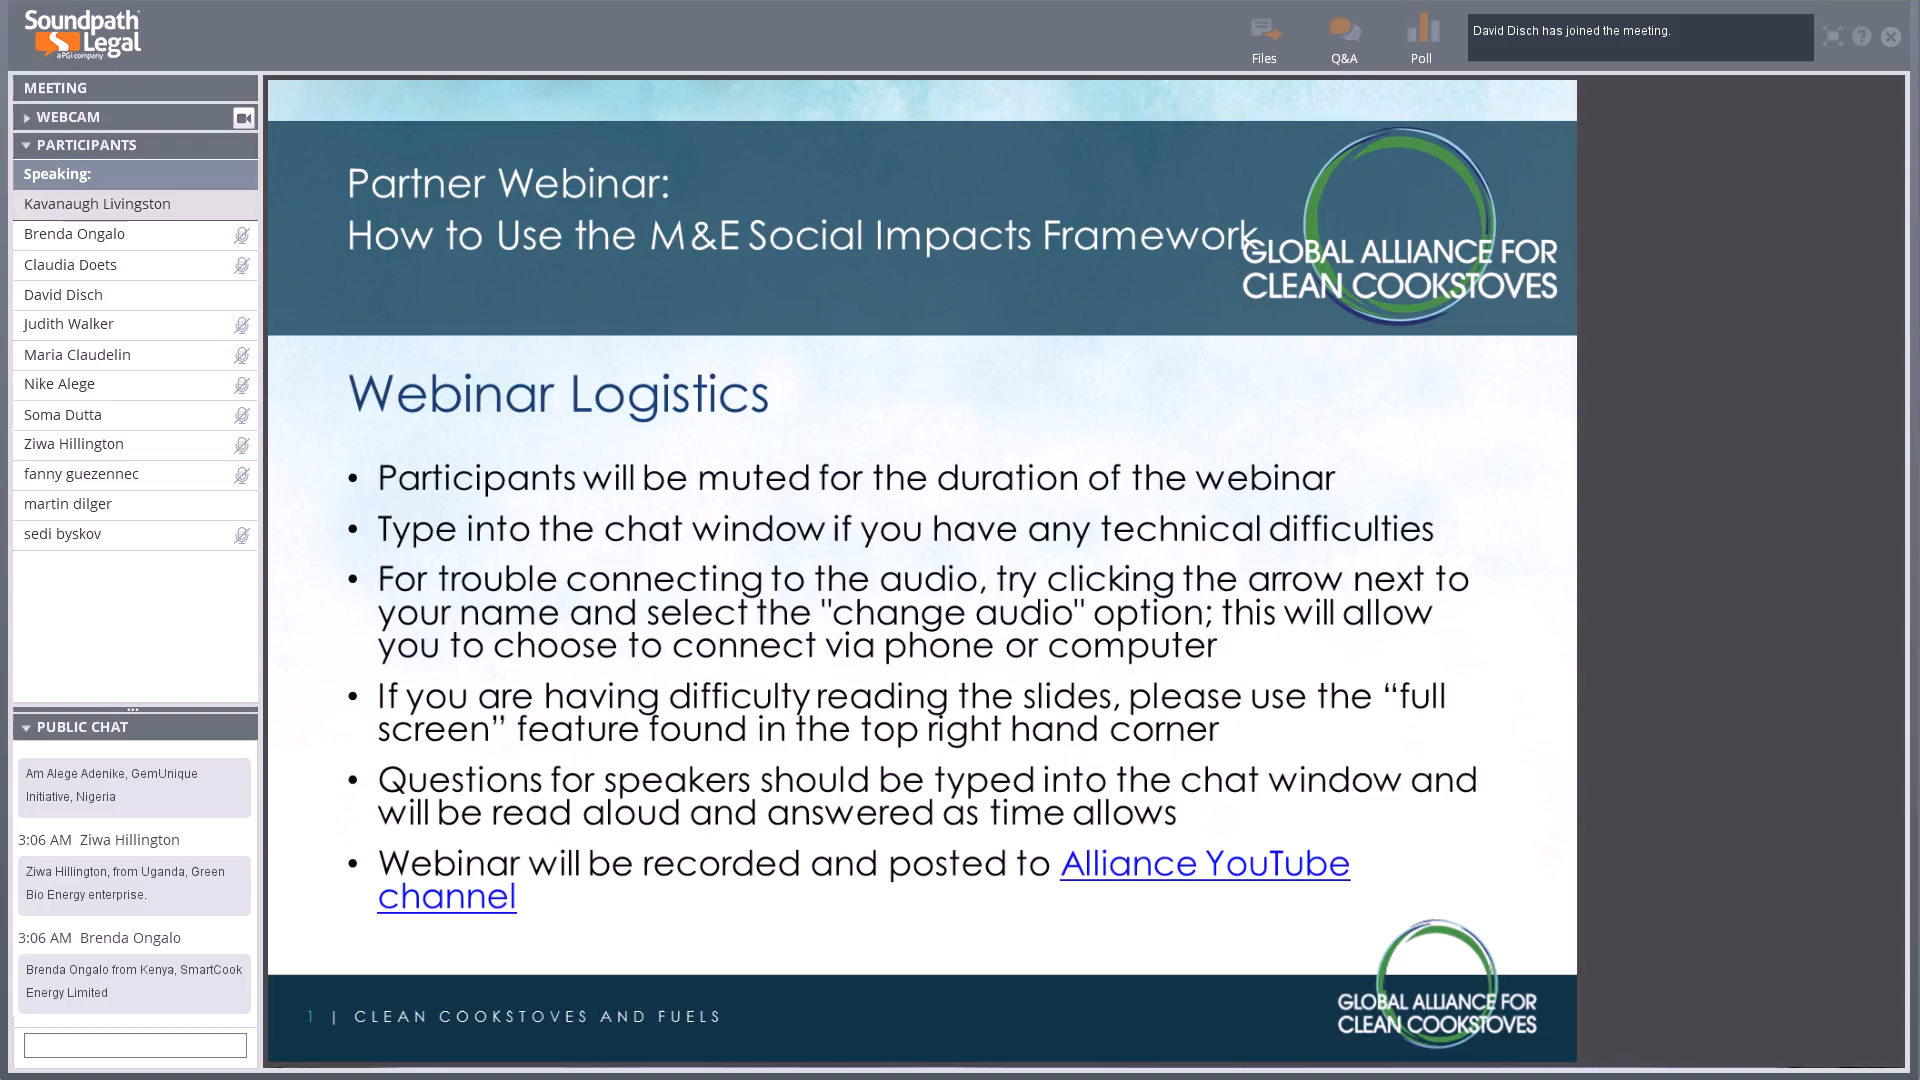 Soundpath
Legal
a PGi company
Files
Q&A
Poll
David Disch has joined the meeting.
MEETING
WEBCAM
PARTICIPANTS
Speaking:
Kavanaugh Livingston
Brenda Ongalo
Claudia Doets
David Disch
Judith Walker
Maria Claudelin
Nike Alege
Soma Dutta
Ziwa Hillington
fanny guezennec
martin dilger
sedi byskov
PUBLIC CHAT
Am Alege Adenike, GemUnique
Initiative, Nigeria
3:06 AM Ziwa Hillington
Ziwa Hillington, from Uganda, Green
Bio Energy enterprise.
3:06 AM Brenda Ongalo
Brenda Ongalo from Kenya, SmartCook
Energy Limited
Partner Webinar:
How to Use the M&E Social Impacts Framework
GLOBAL ALLIANCE FOR
CLEAN COOKSTOVES
Webinar Logistics
• Participants will be muted for the duration of the webinar
• Type into the chat window if you have any technical difficulties
• For trouble connecting to the audio, try clicking the arrow next to
your name and select the "change audio" option; this will allow
you to choose to connect via phone or computer
• If you are having difficulty reading the slides, please use the “full
screen” feature found in the top right hand corner
• Questions for speakers should be typed into the chat window and
will be read aloud and answered as time allows
• Webinar will be recorded and posted to Alliance YouTube
channel
1 | CLEAN COOKSTOVES AND FUELS
GLOBAL ALLIANCE FOR
CLEAN COOKSTOVES